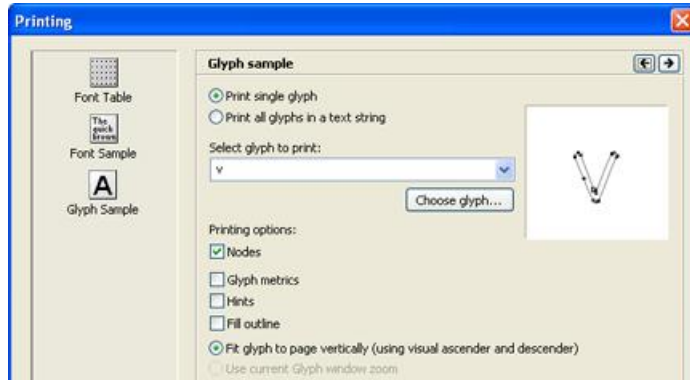 Printing
Font Table
The quick brown
Font Sample
A
Glyph Sample
Glyph sample
Print single glyph
Print all glyphs in a text string
Select glyph to print:
v
Choose glyph...
Printing options:
Nodes
Glyph metrics
Hints
Fill outline
Fit glyph to page vertically (using visual ascender and descender)
Use current Glyph window zoom